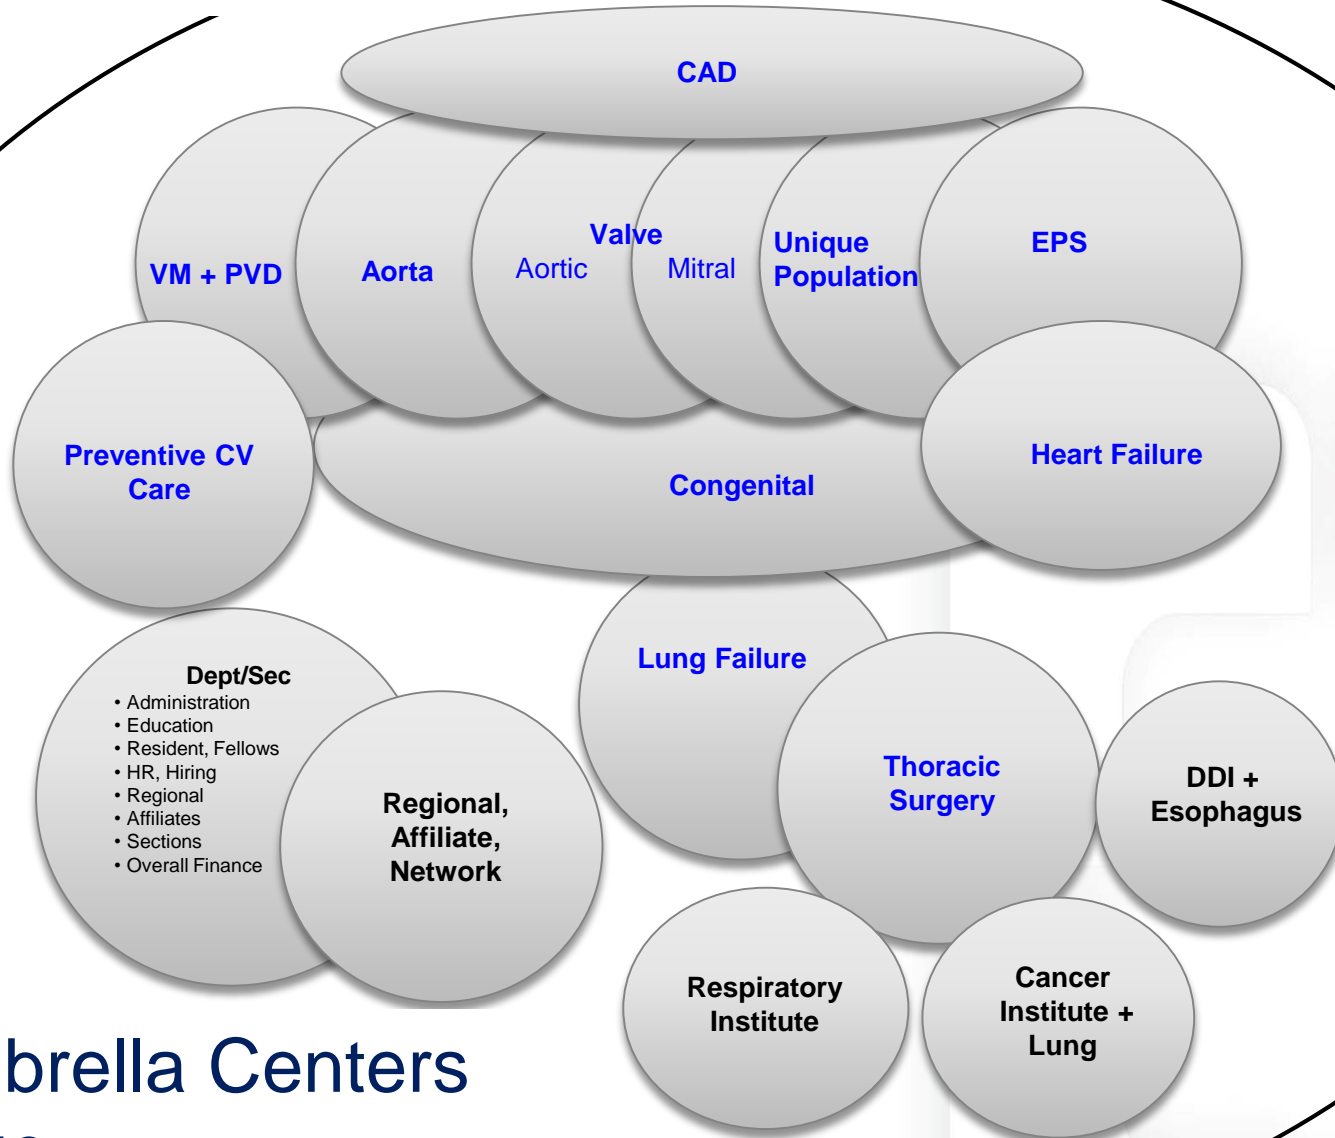 CAD
Valve
VM + PVD
Aorta
Aortic
Mitral
Unique
Population
EPS
Preventive CV
Care
Congenital
Heart Failure
Lung Failure
Dept/Sec
• Administration
• Education
• Resident, Fellows
• HR, Hiring
• Regional
• Affiliates
• Sections
• Overall Finance
Regional,
Affiliate,
Network
Thoracic
Surgery
DDI +
Esophagus
Respiratory
Institute
Cancer
Institute +
Lung
brella Centers